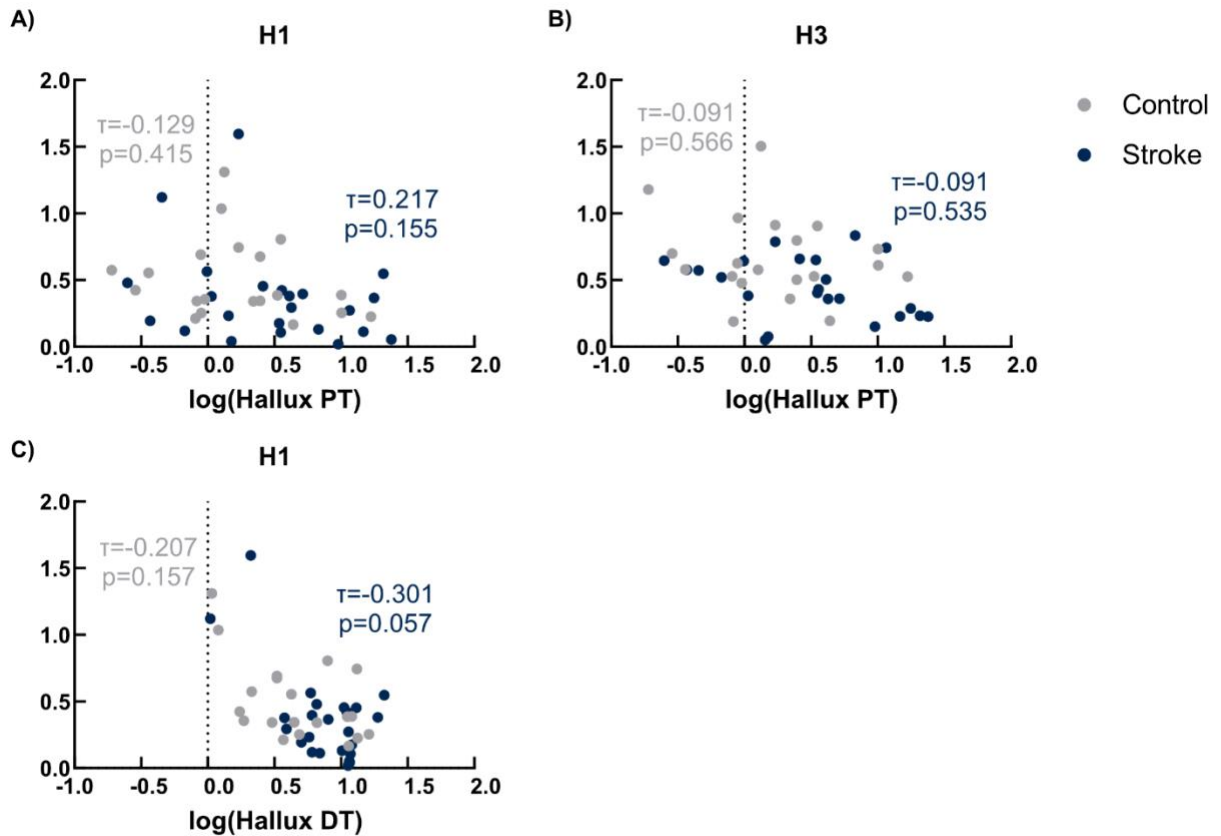 A)
H1
2.0
1.5
1.0
0.5
0.0
-1.0 -0.5 0.0 0.5 1.0 1.5 2.0
τ=-0.129
p=0.415
τ=0.217
p=0.155
log(Hallux PT)
B)
H3
2.0
1.5
1.0
0.5
0.0
-1.0 -0.5 0.0 0.5 1.0 1.5 2.0
τ=-0.091
p=0.566
τ=-0.091
p=0.535
log(Hallux PT)
Control
Stroke
C)
H1
2.0
1.5
1.0
0.5
0.0
-1.0 -0.5 0.0 0.5 1.0 1.5 2.0
τ=-0.207
p=0.157
τ=-0.301
p=0.057
log(Hallux DT)